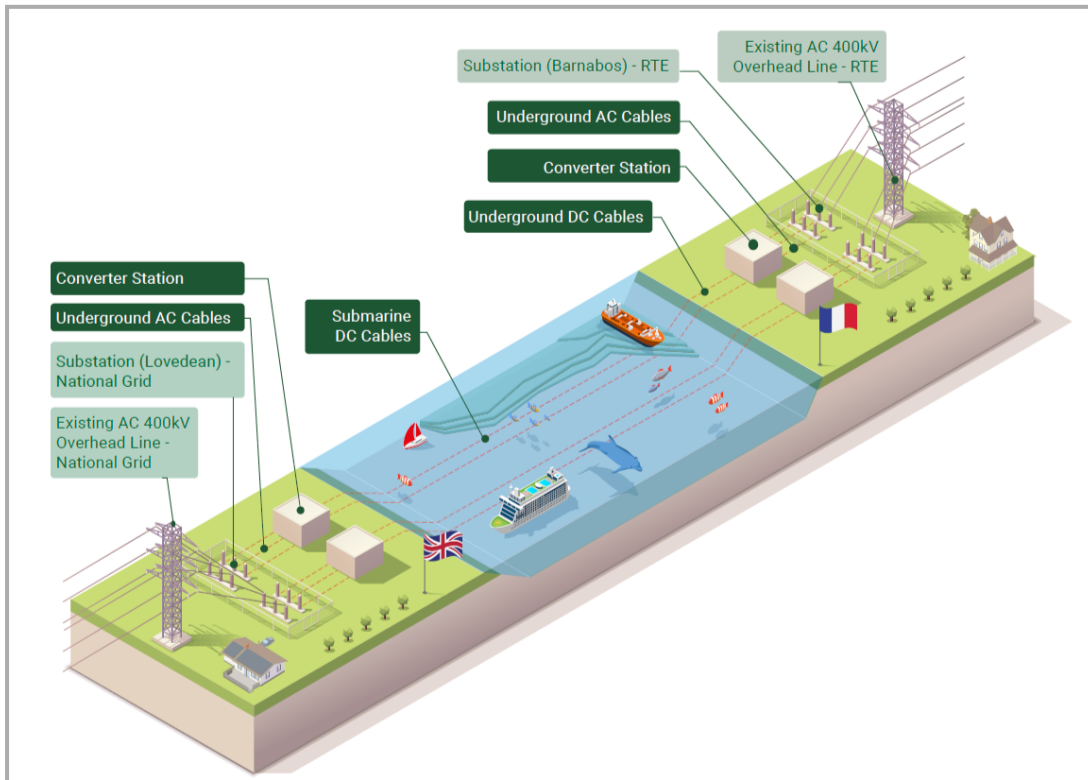 Existing AC 400kV
Overhead Line - RTE
Substation (Barnabos) - RTE
Underground AC Cables
Converter Station
Underground DC Cables
Submarine
DC Cables
Converter Station
Underground AC Cables
Substation (Lovedean) -
National Grid
Existing AC 400kV
Overhead Line -
National Grid